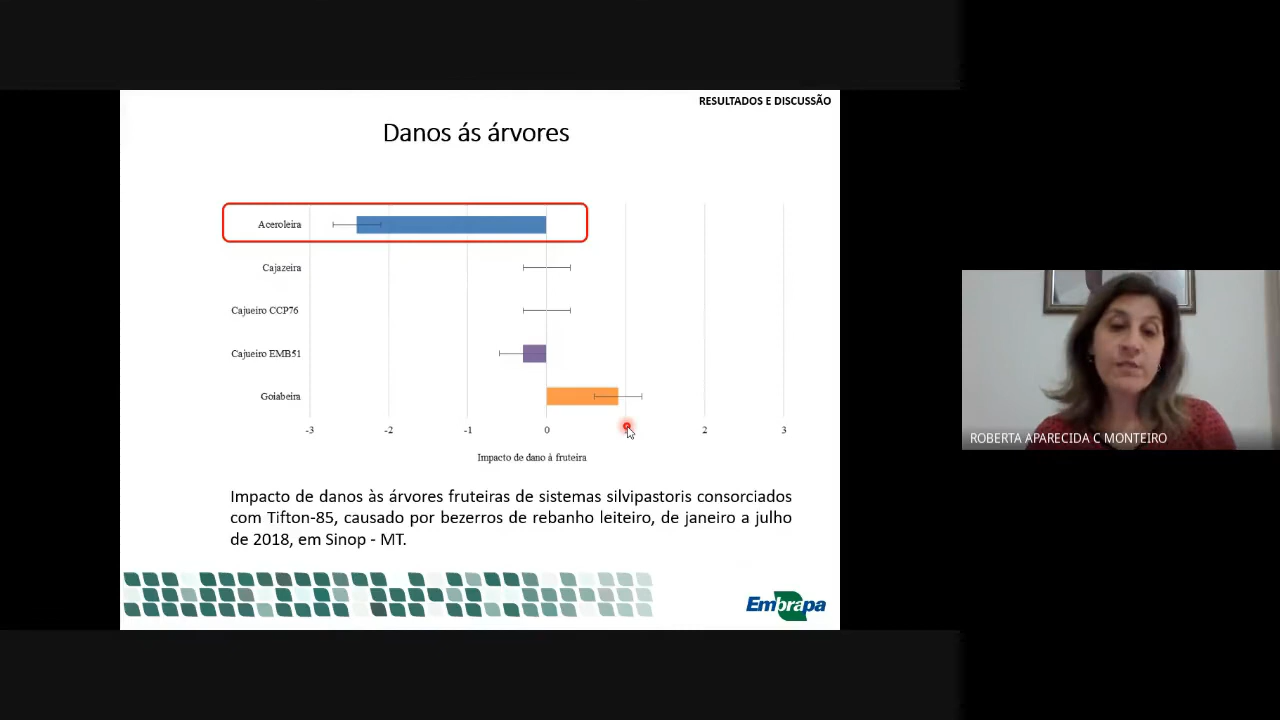 RESULTADOS E DISCUSSÃO
Danos ás árvores
Aceroleira
Cajazeira
Cajueiro CCP76
Cajueiro EMB51
Goiabeira
-3 -2 -1 0 1 2 3
Impacto de dano à fruteira
Impacto de danos às árvores fruteiras de sistemas silvipastoris consorciados
com Tifton-85, causado por bezerros de rebanho leiteiro, de janeiro a julho
de 2018, em Sinop - MT.
Embrapa
ROBERTA APARECIDA C MONTEIRO